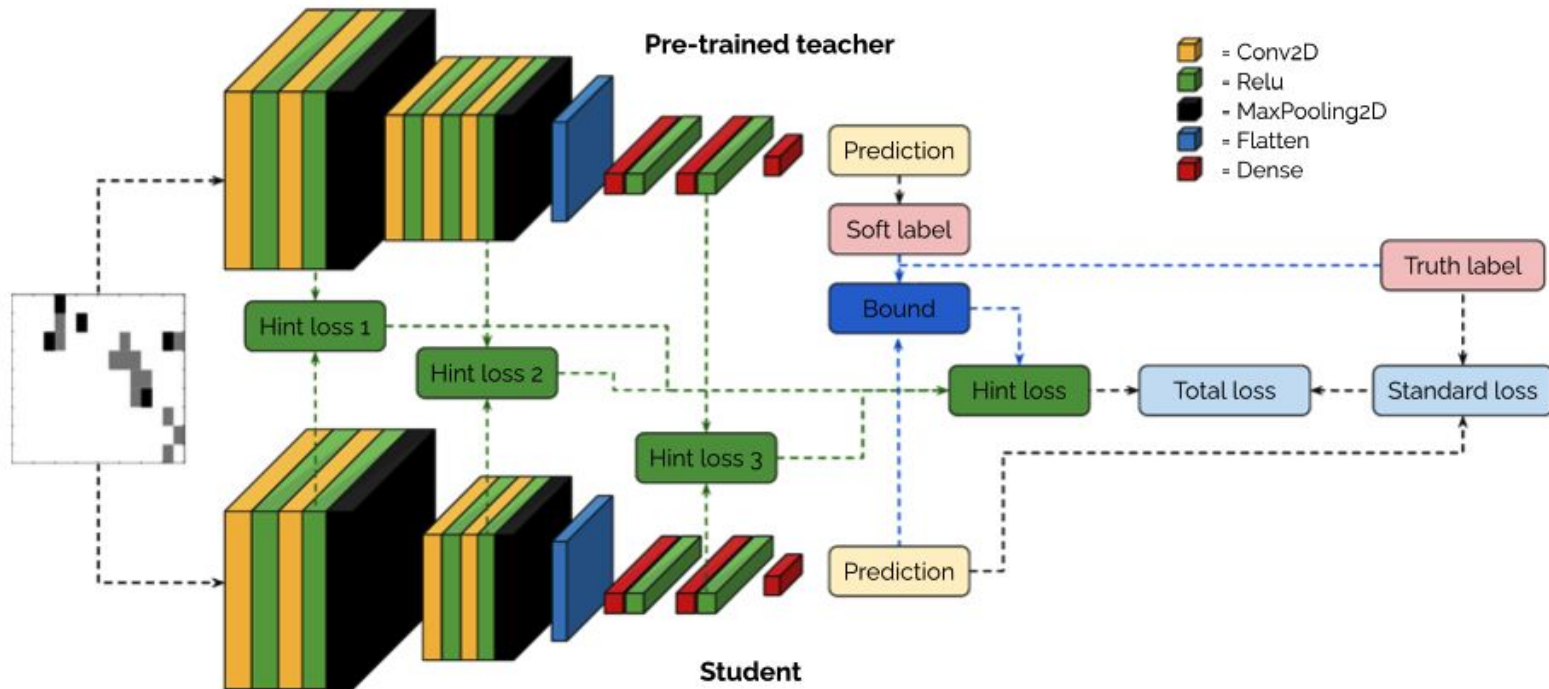 Pre-trained teacher
= Conv2D
= Relu
= MaxPooling2D
= Flatten
= Dense
Prediction
Soft label
Truth label
Bound
Hint loss 1
Hint loss 2
Hint loss
Total loss
Standard loss
Hint loss 3
Prediction
Student